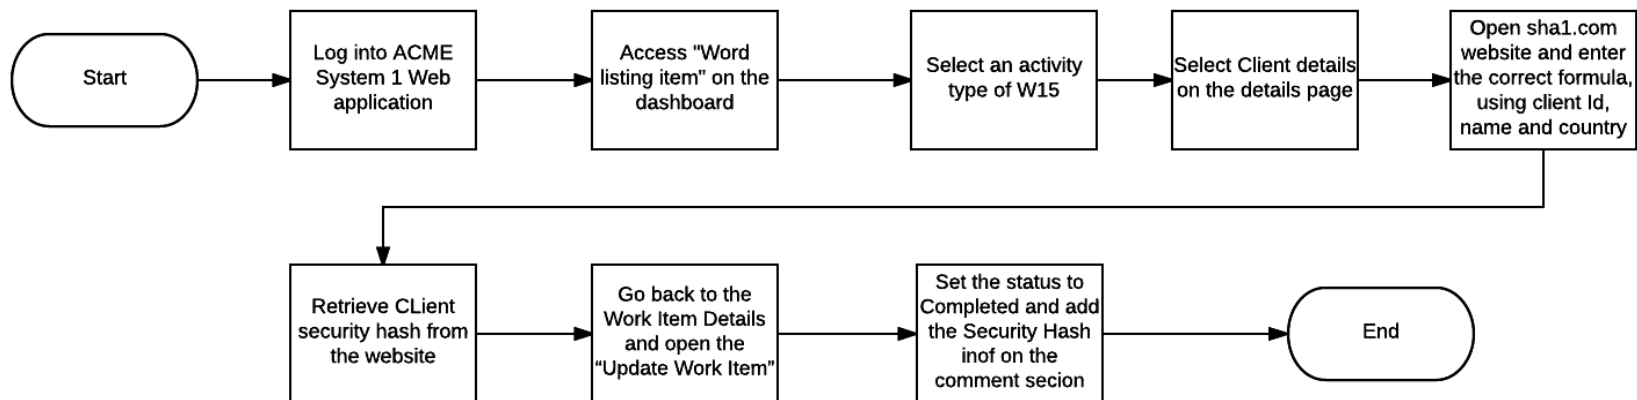 Start
Log into ACME
System 1 Web
application
Access "Word
listing item" on the
dashboard
Select an activity
type of W15
Select Client details
on the details page
Open sha1.com
website and enter
the correct formula,
using client Id,
name and country
Retrieve CLient
security hash from
the website
Go back to the
Work Item Details
and open the
“Update Work Item”
Set the status to
Completed and add
the Security Hash
inof on the
comment secion
End